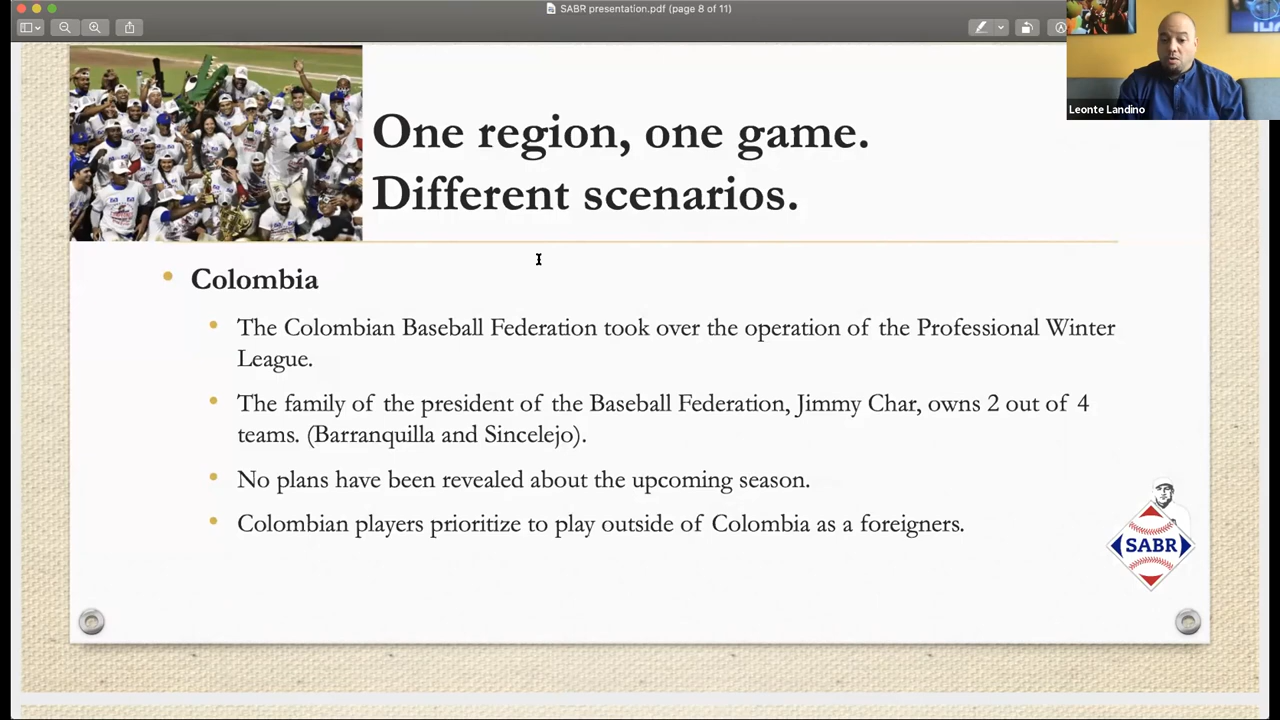 SABR presentation.pdf (page 8 of 11)
Leonte Landino
One region, one game.
Different scenarios.
Colombia
The Colombian Baseball Federation took over the operation of the Professional Winter
League.
The family of the president of the Baseball Federation, Jimmy Char, owns 2 out of 4
teams. (Barranquilla and Sincelejo).
No plans have been revealed about the upcoming season.
Colombian players prioritize to play outside of Colombia as a foreigners.
SABR